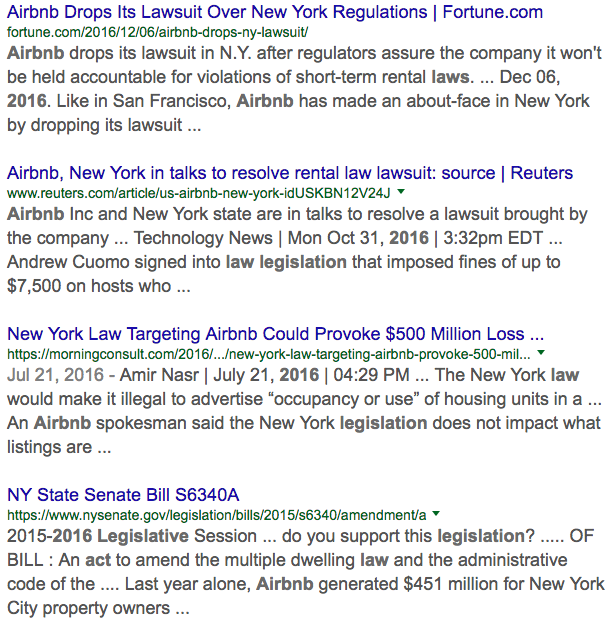 Airbnb Drops Its Lawsuit Over New York Regulations | Fortune.com
fortune.com/2016/12/06/airbnb-drops-ny-lawsuit/
Airbnb drops its lawsuit in N.Y. after regulators assure the company it won't
be held accountable for violations of short-term rental laws. ... Dec 06,
2016. Like in San Francisco, Airbnb has made an about-face in New York
by dropping its lawsuit ...
Airbnb, New York in talks to resolve rental law lawsuit: source | Reuters
www.reuters.com/article/us-airbnb-new-york-idUSKBN12V24J
Airbnb Inc and New York state are in talks to resolve a lawsuit brought by
the company ... Technology News | Mon Oct 31, 2016 | 3:32pm EDT ...
Andrew Cuomo signed into law legislation that imposed fines of up to
$7,500 on hosts who ...
New York Law Targeting Airbnb Could Provoke $500 Million Loss ...
https://morningconsult.com/2016/.../new-york-law-targeting-airbnb-provoke-500-mil...
Jul 21, 2016 - Amir Nasr | July 21, 2016 | 04:29 PM ... The New York law
would make it illegal to advertise “occupancy or use” of housing units in a ...
An Airbnb spokesman said the New York legislation does not impact what
listings are ...
NY State Senate Bill S6340A
https://www.nysenate.gov/legislation/bills/2015/s6340/amendment/a
2015-2016 Legislative Session ... do you support this legislation? ..... OF
BILL : An act to amend the multiple dwelling law and the administrative
code of the .... Last year alone, Airbnb generated $451 million for New York
City property owners ...